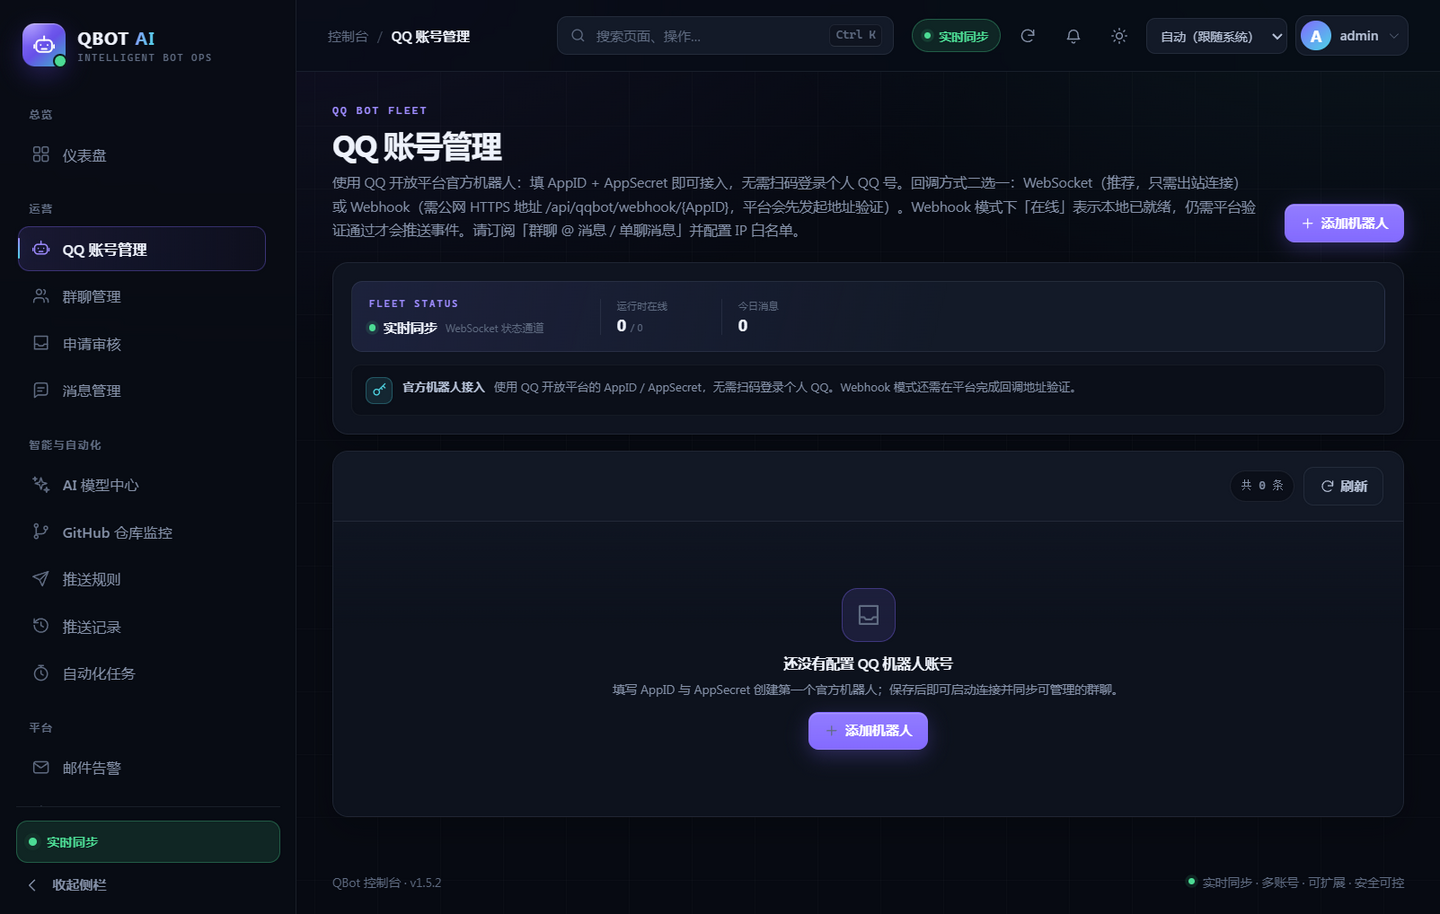 QBOT AI
INTELLIGENT BOT OPS
总览
仪表盘
运营
QQ 账号管理
群聊管理
申请审核
消息管理
智能与自动化
AI 模型中心
GitHub 仓库监控
推送规则
推送记录
自动化任务
平台
邮件告警
实时同步
收起侧栏
控制台 / QQ 账号管理
搜索页面、操作...
Ctrl K
实时同步
自动（跟随系统）
A
admin
QQ BOT FLEET
QQ 账号管理
使用 QQ 开放平台官方机器人：填 AppID + AppSecret 即可接入，无需扫码登录个人 QQ 号。回调方式二选一：WebSocket（推荐，只需出站连接）
或 Webhook（需公网 HTTPS 地址 /api/qqbot/webhook/{AppID}，平台会先发起地址验证）。Webhook 模式下「在线」表示本地已就绪，仍需平台验
证通过才会推送事件。请订阅「群聊 @ 消息 / 单聊消息」并配置 IP 白名单。
添加机器人
FLEET STATUS
实时同步 WebSocket 状态通道
运行时在线
0 / 0
今日消息
0
官方机器人接入 使用 QQ 开放平台的 AppID / AppSecret，无需扫码登录个人 QQ。Webhook 模式还需在平台完成回调地址验证。
共 0 条
刷新
还没有配置 QQ 机器人账号
填写 AppID 与 AppSecret 创建第一个官方机器人；保存后即可启动连接并同步可管理的群聊。
添加机器人
QBot 控制台 · v1.5.2
实时同步 · 多账号 · 可扩展 · 安全可控